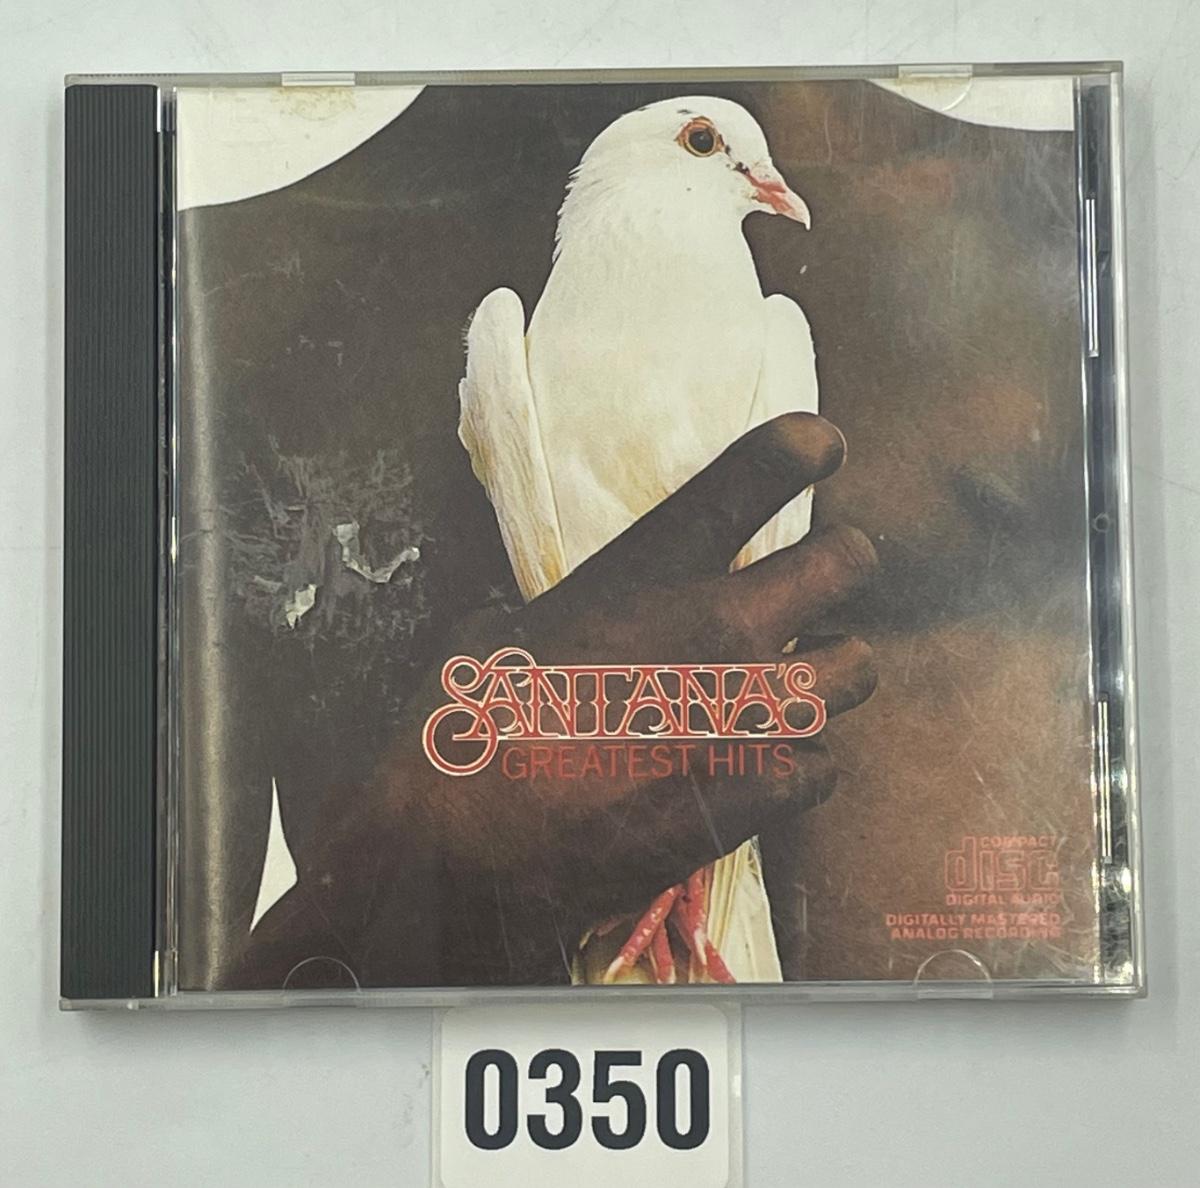 SANTANA'S
GREATEST HITS
COMPACT
disc
DIGITAL AUDIO
DIGITALLY MASTERED
ANALOG RECORDING
0350